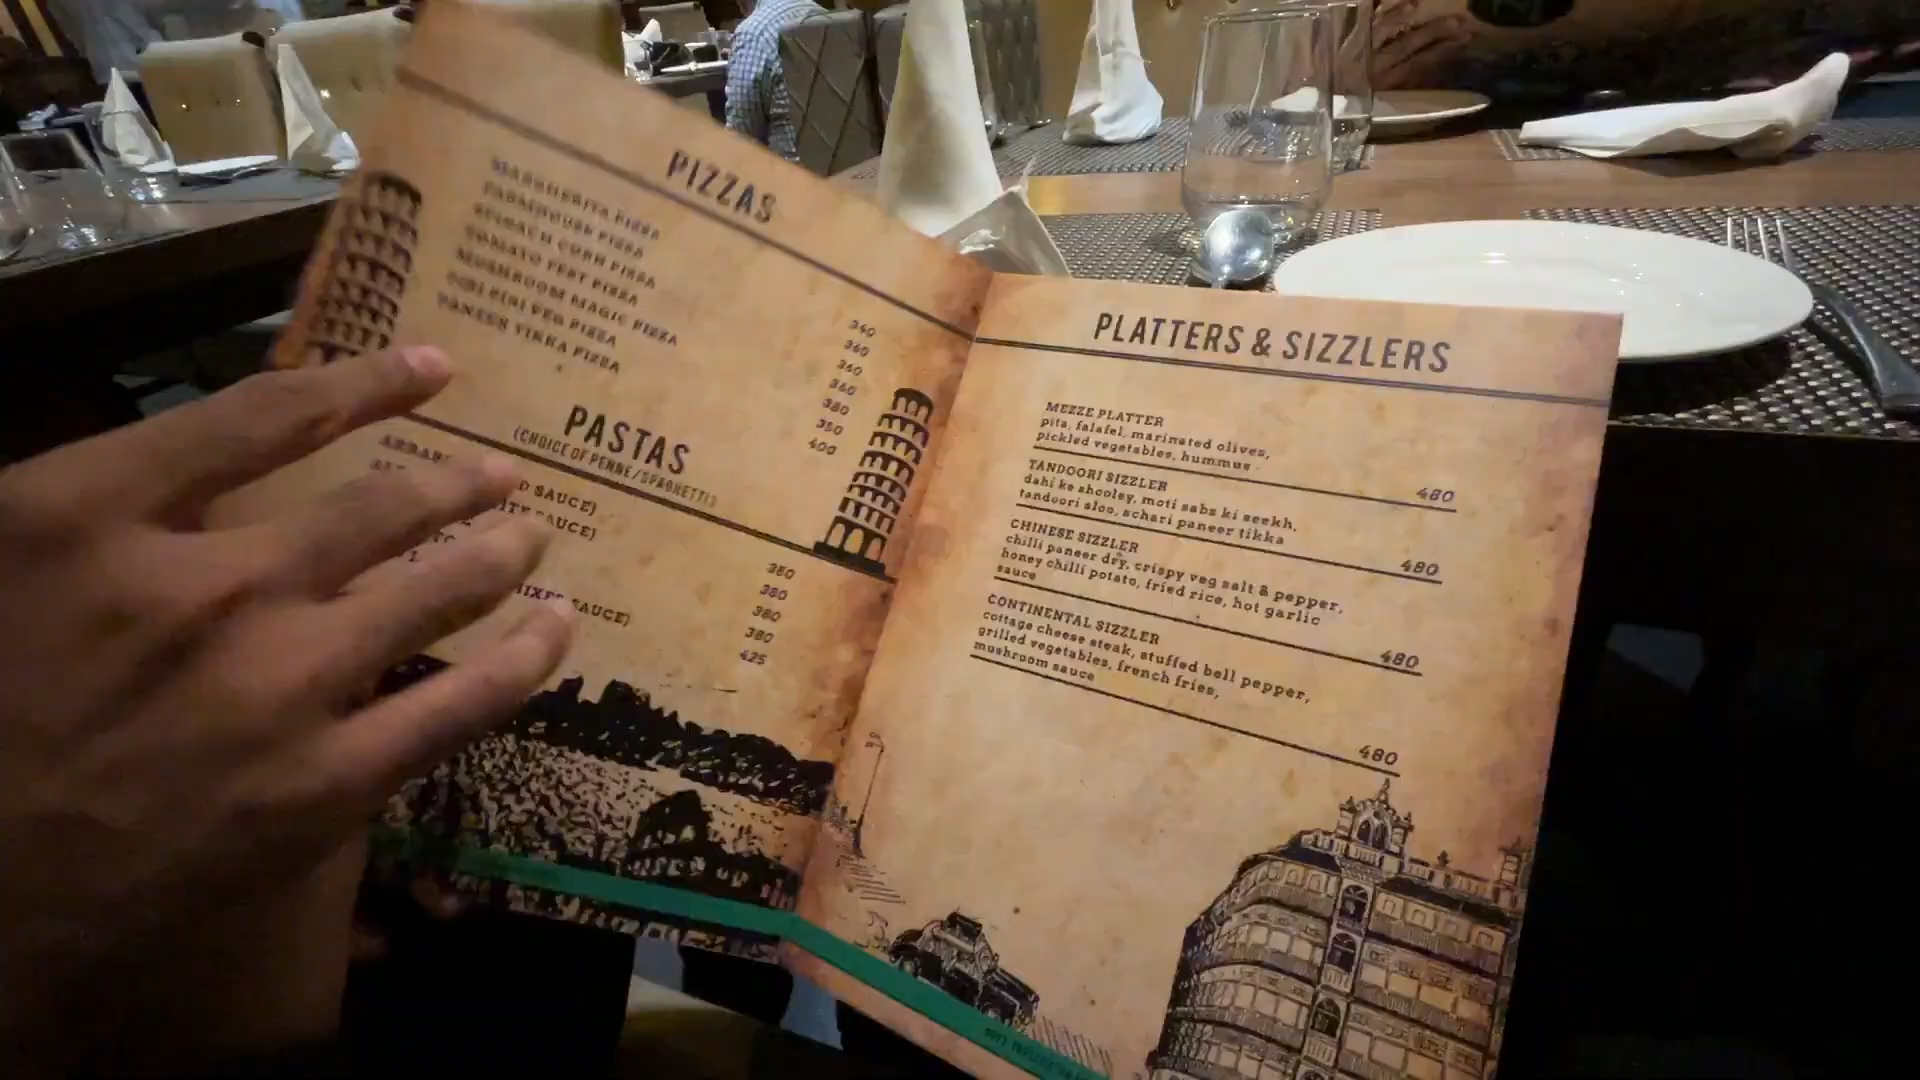 PIZZAS
MARGHERITA PIZZA
FARMHOUSE PIZZA
SPINACH CORN PIZZA
TOMATO FEST PIZZA
MUSHROOM MAGIC PIZZA
PIRI PIRI VEG PIZZA
PANEER TIKKA PIZZA
340
360
360
360
380
350
400
PASTAS
(CHOICE OF PENNE/SPAGHETTI)
SAUCE)
SAUCE)
SAUCE)
380
380
380
425
PLATTERS & SIZZLERS
MEZZE PLATTER
pita, falafel, marinated olives,
pickled vegetables, hummus
480
TANDOORI SIZZLER
dahi ke shooley, moti sabz ki seekh,
tandoori aloo, achari paneer tikka
480
CHINESE SIZZLER
chilli paneer dry, crispy veg salt & pepper,
honey chilli potato, fried rice, hot garlic
sauce
480
CONTINENTAL SIZZLER
cottage cheese steak, stuffed bell pepper,
grilled vegetables, french fries,
mushroom sauce
480